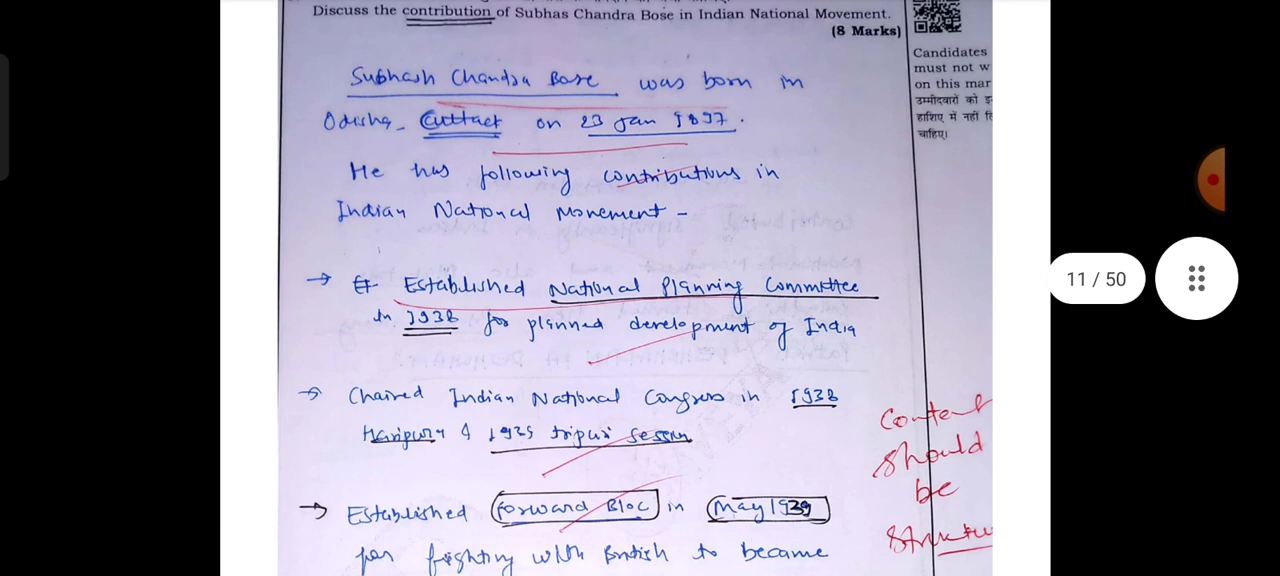 Discuss the contribution of Subhas Chandra Bose in Indian National Movement.
(8 Marks)
Candidates
must not w
on this mar
उम्मीदवारों को इ
हाशिए में नहीं लि
चाहिए।
Subhash Chandra Bose was born in
Odisha - Cuttact on 23 Jan 1897.
He has following contributions in
Indian National Movement -
→ Established National Planning Committee
in 1938 for planned development of India
→ Chaired Indian National Congress in 1938
Haripura & 1939 tripuri session
→ Established Forward Bloc in May 1939
for fighting with British to became
Content
should
be
11 / 50